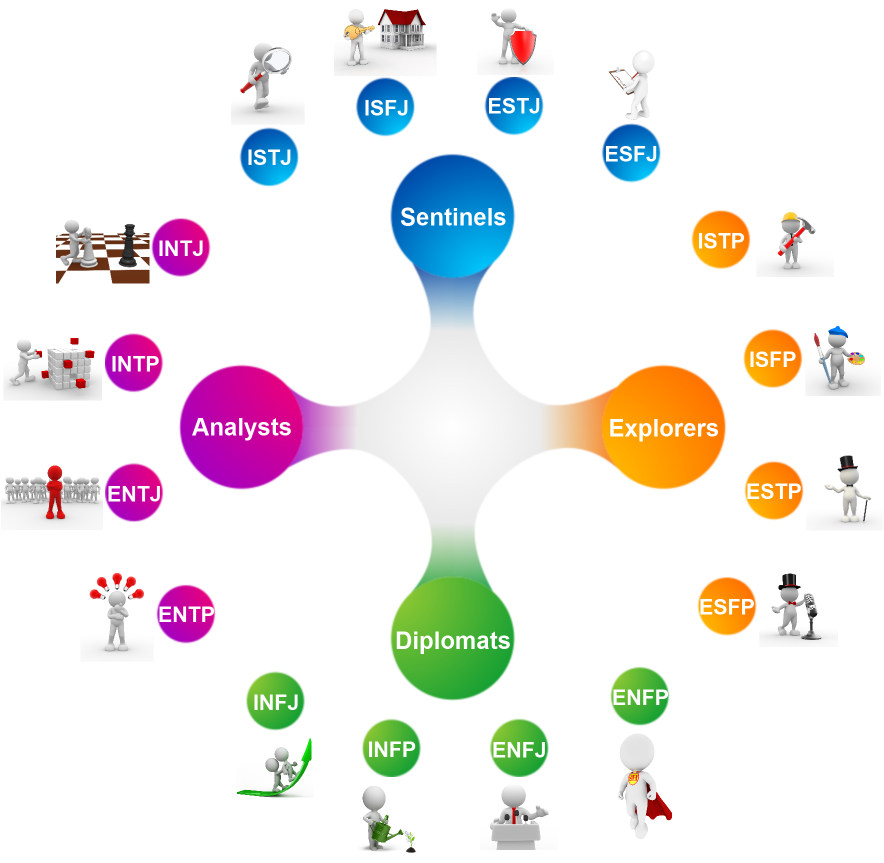 ISFJ
ESTJ
ISTJ
ESFJ
Sentinels
INTJ
ISTP
INTP
ISFP
Analysts
Explorers
ENTJ
ESTP
ENTP
ESFP
Diplomats
INFJ
ENFP
INFP
ENFJ